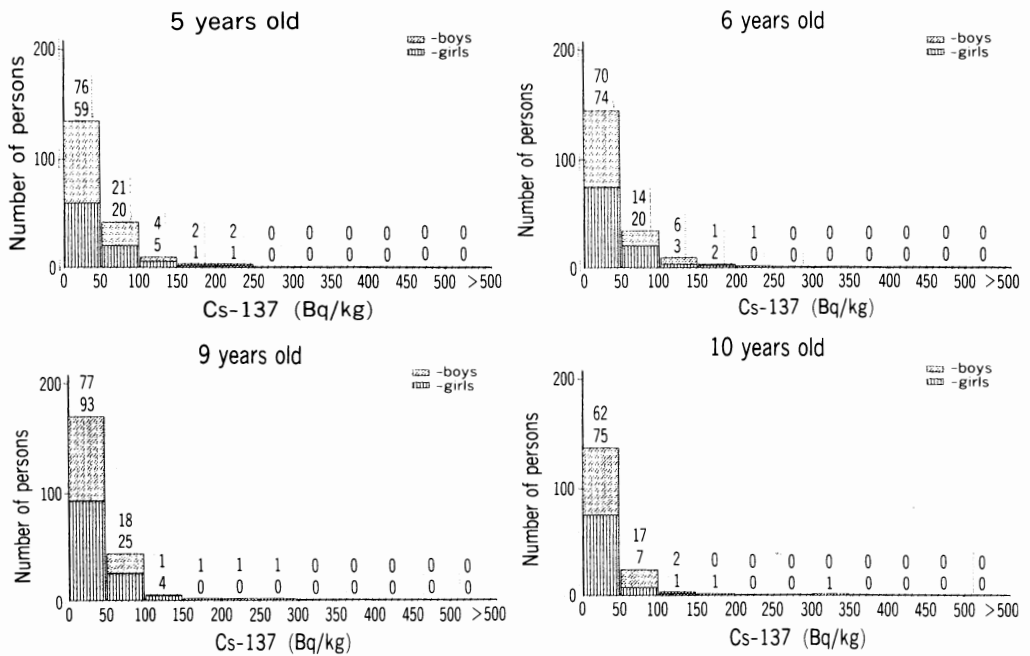 5 years old
-boys
-girls
Number of persons
200
100
0
76
59
21
20
4
5
2
1
2
1
0 0 0 0 0 0
0 0 0 0 0 0
0 50 100 150 200 250 300 350 400 450 500 >500
Cs-137 (Bq/kg)
6 years old
-boys
-girls
Number of persons
200
100
0
70
74
14
20
6
3
1
2
1
0
0 0 0 0 0 0
0 0 0 0 0 0
0 50 100 150 200 250 300 350 400 450 500 >500
Cs-137 (Bq/kg)
9 years old
-boys
-girls
Number of persons
200
100
0
77
93
18
25
1
4
1
0
1
0
1
0
0 0 0 0 0
0 0 0 0 0
0 50 100 150 200 250 300 350 400 450 500 >500
Cs-137 (Bq/kg)
10 years old
-boys
-girls
Number of persons
200
100
0
62
75
17
7
2
1
0
1
0 0 0 0 0 0 0
0 0 1 0 0 0 0
0 50 100 150 200 250 300 350 400 450 500 >500
Cs-137 (Bq/kg)